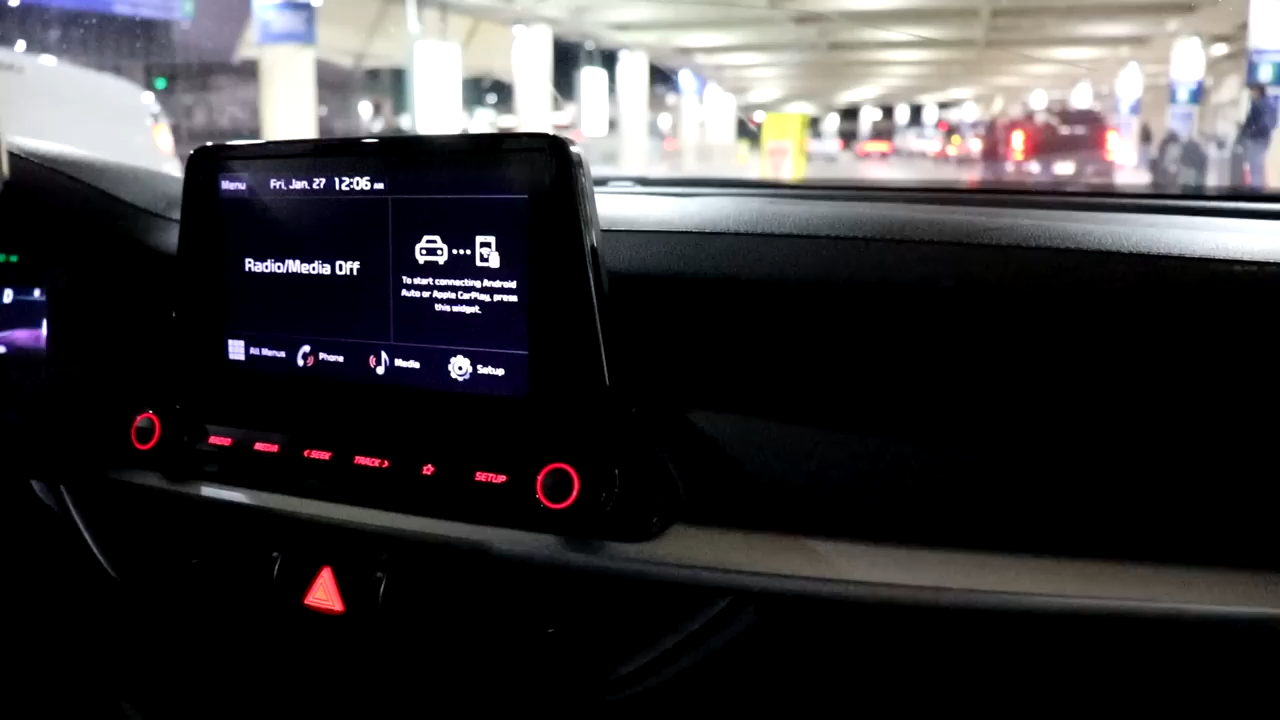 Menu Fri, Jan. 27 12:06 AM
Radio/Media Off
To start connecting Android
Auto or Apple CarPlay, press
this widget.
All Menus Phone Media Setup
RADIO MEDIA < SEEK TRACK > SETUP
D